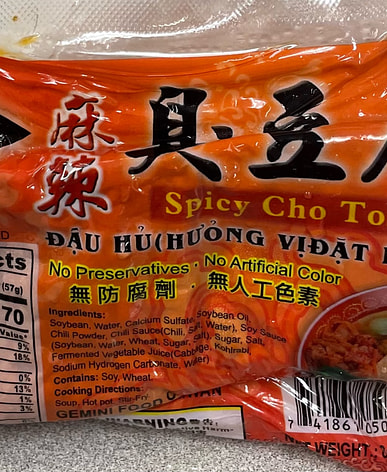 麻辣
臭豆
Spicy Cho To
ĐẬU HỦ(HƯỞNG VỊĐẶT
No Preservatives · No Artificial Color
無防腐劑 · 無人工色素
cts
(57g)
70
Value*
9%
18%
0%
13%
1%
3%
Ingredients:
Soybean, Water, Calcium Sulfate, Soybean Oil
Chili Powder, Chili Sauce(Chili, Salt, Water), Soy Sauce
(Soybean, Water, Wheat, Sugar, Salt), Sugar, Salt,
Fermented Vegetable Juice(Cabbage, Kohlrabi,
Sodium Hydrogen Carbonate, Water)
Contains: Soy, Wheat.
Cooking Directions:
Soup, Hot pot, Stir-Fry
GEMINI FOOD
7 4186 050
NET WEIGHT: